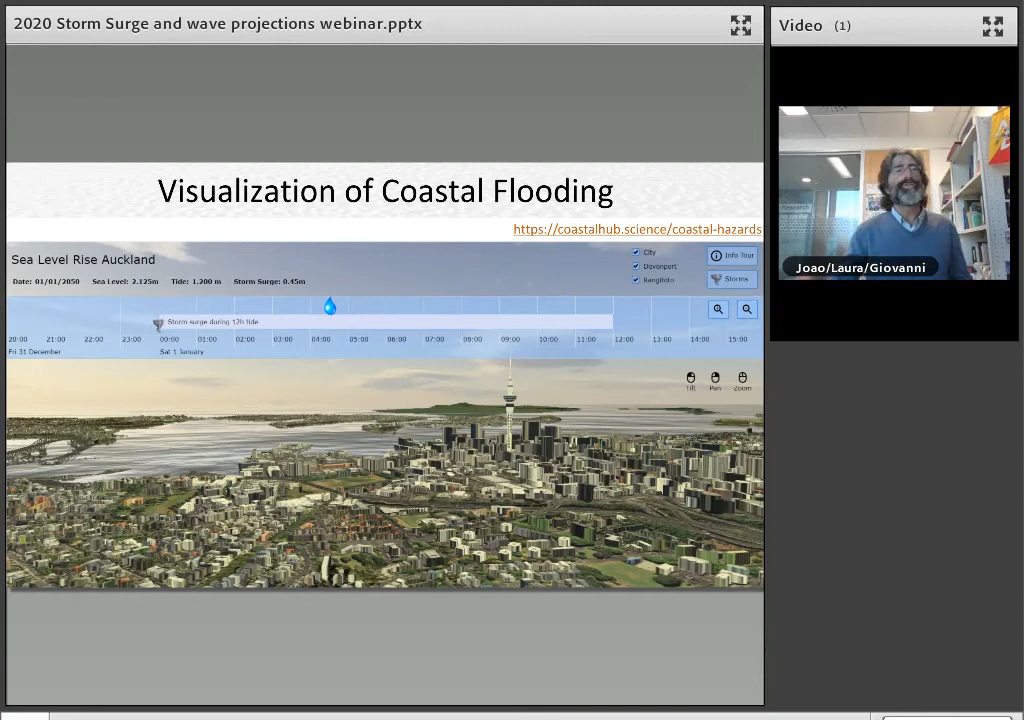 2020 Storm Surge and wave projections webinar.pptx
Video (1)
Visualization of Coastal Flooding
https://coastalhub.science/coastal-hazards
Sea Level Rise Auckland
City
Devonport
Rangitoto
Info Tour
Storms
Date: 01/01/2050 Sea Level: 2.125m Tide: 1.200 m Storm Surge: 0.45m
Storm surge during 12h tide
20:00 21:00 22:00 23:00 00:00 01:00 02:00 03:00 04:00 05:00 06:00 07:00 08:00 09:00 10:00 11:00 12:00 13:00 14:00 15:00
Fri 31 December Sat 1 January
Tilt Pan Zoom
Research
Joao/Laura/Giovanni